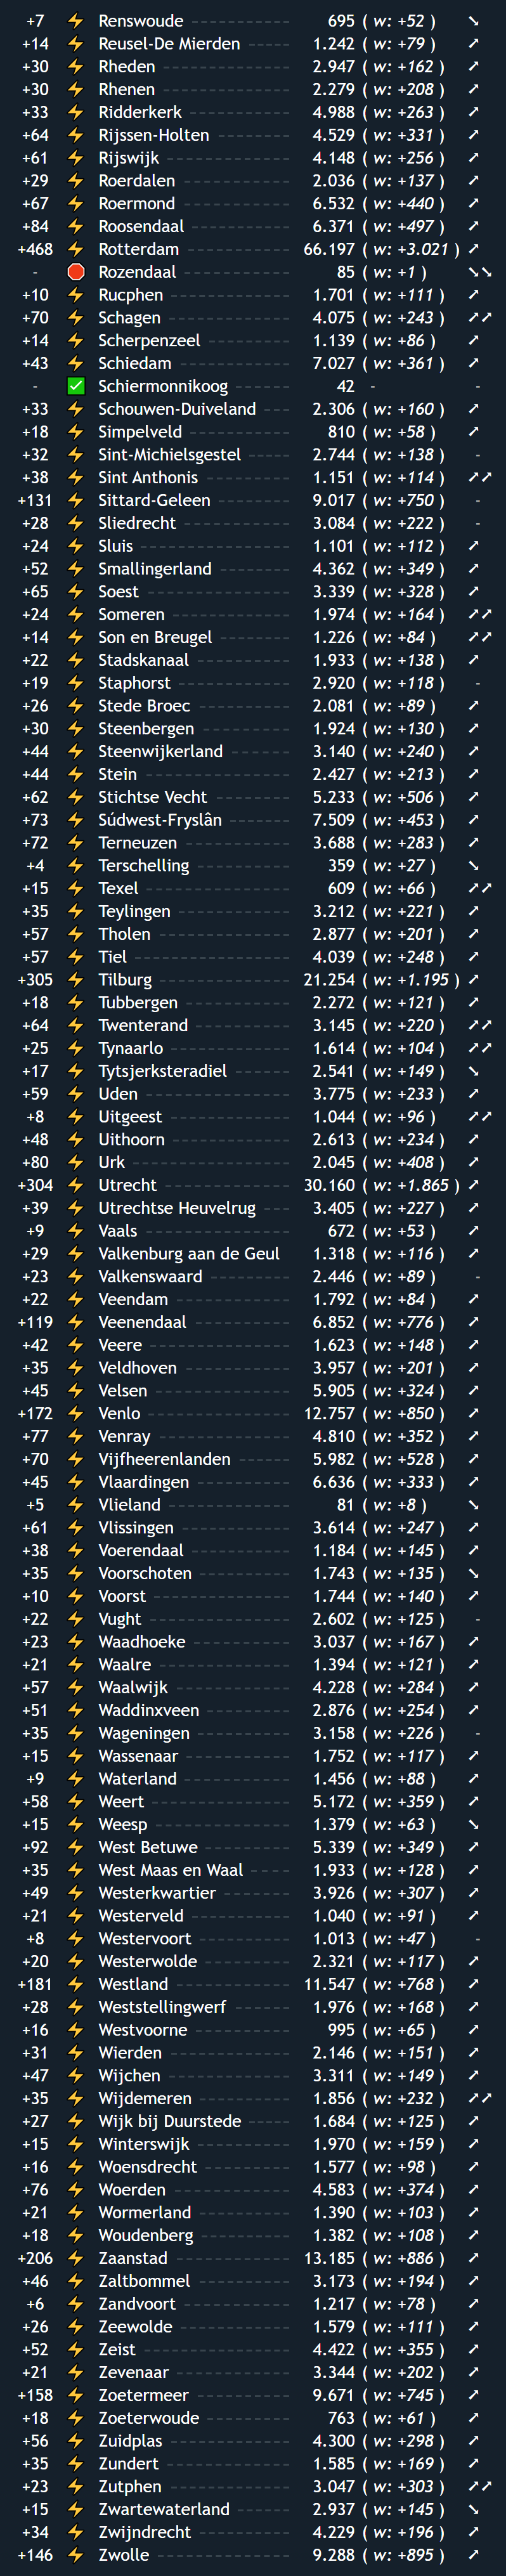 +7 ⚡ Renswoude ------------ 695 ( w: +52 ) ➘
+14 ⚡ Reusel-De Mierden ------ 1.242 ( w: +79 ) ➚
+30 ⚡ Rheden --------------- 2.947 ( w: +162 ) ➚
+30 ⚡ Rhenen --------------- 2.279 ( w: +208 ) ➚
+33 ⚡ Ridderkerk ------------ 4.988 ( w: +263 ) ➚
+64 ⚡ Rijssen-Holten --------- 4.529 ( w: +331 ) ➚
+61 ⚡ Rijswijk --------------- 4.148 ( w: +256 ) ➚
+29 ⚡ Roerdalen ------------- 2.036 ( w: +137 ) ➚
+67 ⚡ Roermond ------------- 6.532 ( w: +440 ) ➚
+84 ⚡ Roosendaal ------------ 6.371 ( w: +497 ) ➚
+468 ⚡ Rotterdam ------------ 66.197 ( w: +3.021 ) ➚
- 🛑 Rozendaal ------------ 85 ( w: +1 ) ➘➘
+10 ⚡ Rucphen -------------- 1.701 ( w: +111 ) ➚
+70 ⚡ Schagen -------------- 4.075 ( w: +243 ) ➚➚
+14 ⚡ Scherpenzeel ---------- 1.139 ( w: +86 ) ➚
+43 ⚡ Schiedam ------------- 7.027 ( w: +361 ) ➚
- ✅ Schiermonnikoog ------- 42 - -
+33 ⚡ Schouwen-Duiveland ---- 2.306 ( w: +160 ) ➚
+18 ⚡ Simpelveld ------------ 810 ( w: +58 ) ➚
+32 ⚡ Sint-Michielsgestel ------ 2.744 ( w: +138 ) -
+38 ⚡ Sint Anthonis ---------- 1.151 ( w: +114 ) ➚➚
+131 ⚡ Sittard-Geleen --------- 9.017 ( w: +750 ) -
+28 ⚡ Sliedrecht ------------- 3.084 ( w: +222 ) -
+24 ⚡ Sluis ----------------- 1.101 ( w: +112 ) ➚
+52 ⚡ Smallingerland --------- 4.362 ( w: +349 ) ➚
+65 ⚡ Soest ----------------- 3.339 ( w: +328 ) ➚
+24 ⚡ Someren -------------- 1.974 ( w: +164 ) ➚➚
+14 ⚡ Son en Breugel --------- 1.226 ( w: +84 ) ➚➚
+22 ⚡ Stadskanaal ----------- 1.933 ( w: +138 ) ➚
+19 ⚡ Staphorst ------------- 2.920 ( w: +118 ) -
+26 ⚡ Stede Broec ----------- 2.081 ( w: +89 ) ➚
+30 ⚡ Steenbergen ----------- 1.924 ( w: +130 ) ➚
+44 ⚡ Steenwijkerland -------- 3.140 ( w: +240 ) ➚
+44 ⚡ Stein ----------------- 2.427 ( w: +213 ) ➚
+62 ⚡ Stichtse Vecht --------- 5.233 ( w: +506 ) ➚
+73 ⚡ Súdwest-Fryslân -------- 7.509 ( w: +453 ) ➚
+72 ⚡ Terneuzen ------------- 3.688 ( w: +283 ) ➚
+4 ⚡ Terschelling ----------- 359 ( w: +27 ) ➘
+15 ⚡ Texel ----------------- 609 ( w: +66 ) ➚➚
+35 ⚡ Teylingen ------------- 3.212 ( w: +221 ) ➚
+57 ⚡ Tholen --------------- 2.877 ( w: +201 ) ➚
+57 ⚡ Tiel ------------------ 4.039 ( w: +248 ) ➚
+305 ⚡ Tilburg --------------- 21.254 ( w: +1.195 ) ➚
+18 ⚡ Tubbergen ------------ 2.272 ( w: +121 ) ➚
+64 ⚡ Twenterand ----------- 3.145 ( w: +220 ) ➚➚
+25 ⚡ Tynaarlo -------------- 1.614 ( w: +104 ) ➚➚
+17 ⚡ Tytsjerksteradiel ------- 2.541 ( w: +149 ) ➘
+59 ⚡ Uden ----------------- 3.775 ( w: +233 ) ➚
+8 ⚡ Uitgeest -------------- 1.044 ( w: +96 ) ➚➚
+48 ⚡ Uithoorn -------------- 2.613 ( w: +234 ) ➚
+80 ⚡ Urk ------------------ 2.045 ( w: +408 ) ➚
+304 ⚡ Utrecht --------------- 30.160 ( w: +1.865 ) ➚
+39 ⚡ Utrechtse Heuvelrug ---- 3.405 ( w: +227 ) ➚
+9 ⚡ Vaals ----------------- 672 ( w: +53 ) ➚
+29 ⚡ Valkenburg aan de Geul 1.318 ( w: +116 ) ➚
+23 ⚡ Valkenswaard ---------- 2.446 ( w: +89 ) -
+22 ⚡ Veendam -------------- 1.792 ( w: +84 ) ➚
+119 ⚡ Veenendaal ------------ 6.852 ( w: +776 ) ➚
+42 ⚡ Veere ---------------- 1.623 ( w: +148 ) ➚
+35 ⚡ Veldhoven ------------- 3.957 ( w: +201 ) ➚
+45 ⚡ Velsen ---------------- 5.905 ( w: +324 ) ➚
+172 ⚡ Venlo ---------------- 12.757 ( w: +850 ) ➚
+77 ⚡ Venray --------------- 4.810 ( w: +352 ) ➚
+70 ⚡ Vijfheerenlanden ------- 5.982 ( w: +528 ) ➚
+45 ⚡ Vlaardingen ----------- 6.636 ( w: +333 ) ➚
+5 ⚡ Vlieland -------------- 81 ( w: +8 ) ➘
+61 ⚡ Vlissingen ------------- 3.614 ( w: +247 ) ➚
+38 ⚡ Voerendaal ------------ 1.184 ( w: +145 ) ➚
+35 ⚡ Voorschoten ----------- 1.743 ( w: +135 ) ➘
+10 ⚡ Voorst ---------------- 1.744 ( w: +140 ) ➚
+22 ⚡ Vught ---------------- 2.602 ( w: +125 ) -
+23 ⚡ Waadhoeke ------------ 3.037 ( w: +167 ) ➚
+21 ⚡ Waalre --------------- 1.394 ( w: +121 ) ➚
+57 ⚡ Waalwijk -------------- 4.228 ( w: +284 ) ➚
+51 ⚡ Waddinxveen ---------- 2.876 ( w: +254 ) ➚
+35 ⚡ Wageningen ----------- 3.158 ( w: +226 ) -
+15 ⚡ Wassenaar ------------ 1.752 ( w: +117 ) ➚
+9 ⚡ Waterland ------------ 1.456 ( w: +88 ) ➚
+58 ⚡ Weert ---------------- 5.172 ( w: +359 ) ➚
+15 ⚡ Weesp ---------------- 1.379 ( w: +63 ) ➘
+92 ⚡ West Betuwe ---------- 5.339 ( w: +349 ) ➚
+35 ⚡ West Maas en Waal ----- 1.933 ( w: +128 ) ➚
+49 ⚡ Westerkwartier --------- 3.926 ( w: +307 ) ➚
+21 ⚡ Westerveld ------------ 1.040 ( w: +91 ) ➚
+8 ⚡ Westervoort ----------- 1.013 ( w: +47 ) -
+20 ⚡ Westerwolde ---------- 2.321 ( w: +117 ) ➚
+181 ⚡ Westland ------------- 11.547 ( w: +768 ) ➚
+28 ⚡ Weststellingwerf ------- 1.976 ( w: +168 ) ➚
+16 ⚡ Westvoorne ----------- 995 ( w: +65 ) ➚
+31 ⚡ Wierden -------------- 2.146 ( w: +151 ) ➚
+47 ⚡ Wijchen -------------- 3.311 ( w: +149 ) ➚
+35 ⚡ Wijdemeren ----------- 1.856 ( w: +232 ) ➚➚
+27 ⚡ Wijk bij Duurstede ------ 1.684 ( w: +125 ) ➚
+15 ⚡ Winterswijk ----------- 1.970 ( w: +159 ) ➚
+16 ⚡ Woensdrecht ---------- 1.577 ( w: +98 ) ➚
+76 ⚡ Woerden -------------- 4.583 ( w: +374 ) ➚
+21 ⚡ Wormerland ----------- 1.390 ( w: +103 ) ➚
+18 ⚡ Woudenberg ---------- 1.382 ( w: +108 ) ➚
+206 ⚡ Zaanstad ------------- 13.185 ( w: +886 ) ➚
+46 ⚡ Zaltbommel ----------- 3.173 ( w: +194 ) ➚
+6 ⚡ Zandvoort ------------ 1.217 ( w: +78 ) ➚
+26 ⚡ Zeewolde ------------- 1.579 ( w: +111 ) ➚
+52 ⚡ Zeist ----------------- 4.422 ( w: +355 ) ➚
+21 ⚡ Zevenaar ------------- 3.344 ( w: +202 ) ➚
+158 ⚡ Zoetermeer ----------- 9.671 ( w: +745 ) ➚
+18 ⚡ Zoeterwoude ---------- 763 ( w: +61 ) ➚
+56 ⚡ Zuidplas -------------- 4.300 ( w: +298 ) ➚
+35 ⚡ Zundert -------------- 1.585 ( w: +169 ) ➚
+23 ⚡ Zutphen -------------- 3.047 ( w: +303 ) ➚➚
+15 ⚡ Zwartewaterland ------- 2.937 ( w: +145 ) ➘
+34 ⚡ Zwijndrecht ----------- 4.229 ( w: +196 ) ➚
+146 ⚡ Zwolle --------------- 9.288 ( w: +895 ) ➚